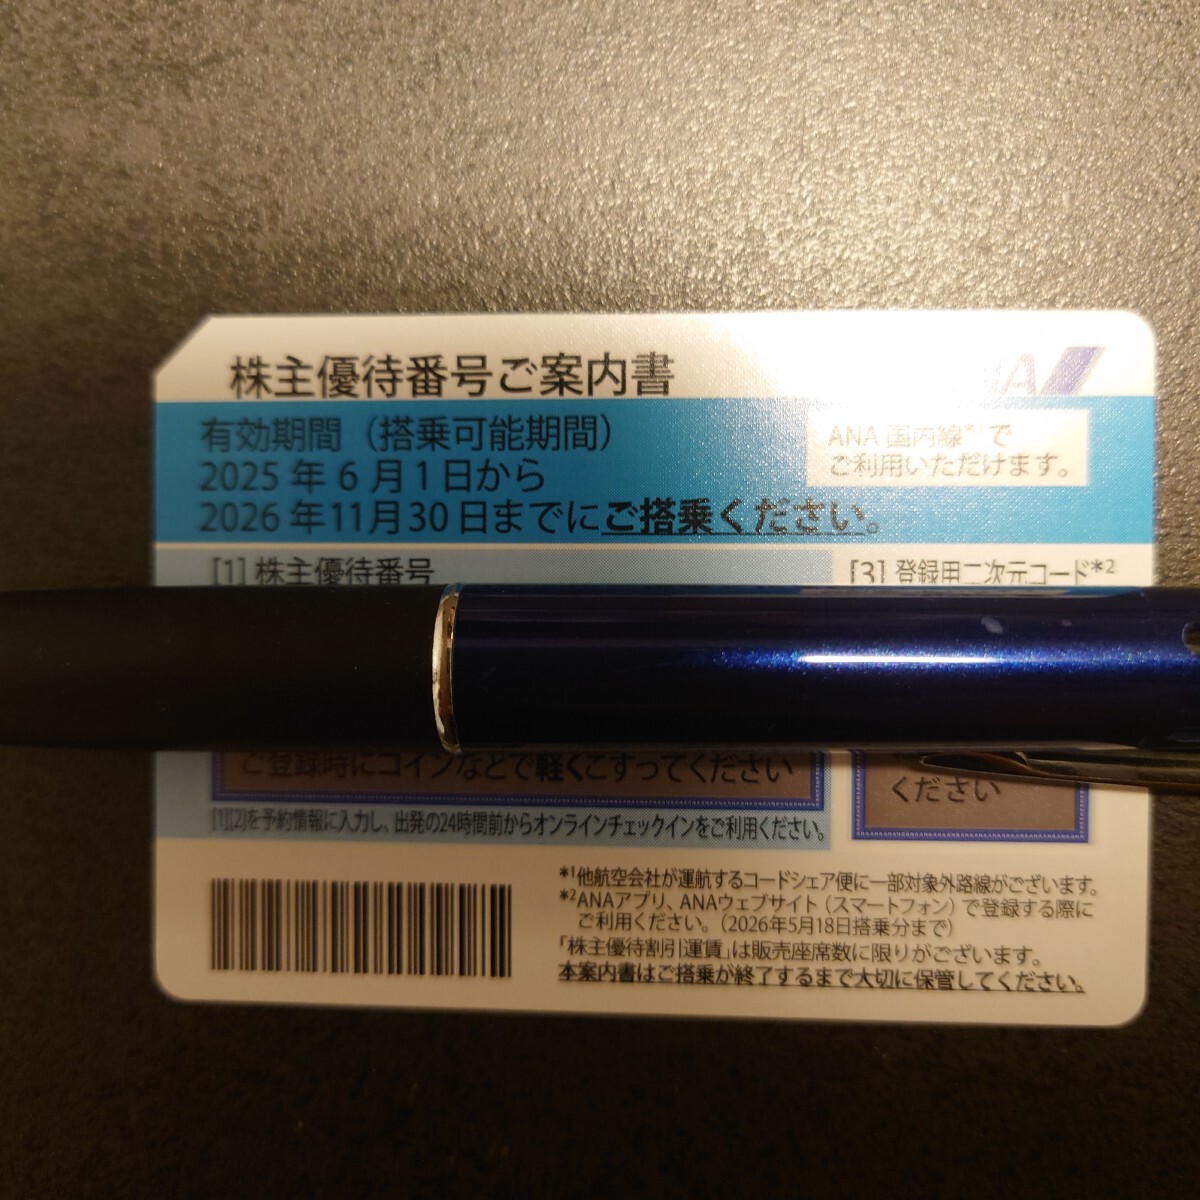 株主優待番号ご案内書
ANA
有効期間（搭乗可能期間）
2025年6月1日から
2026年11月30日までにご搭乗ください。
ANA国内線*1で
ご利用いただけます。
[1] 株主優待番号
[3] 登録用二次元コード*2
ご登録時にコインなどで軽くこすってください
ください
[1][2]を予約情報に入力し、出発の24時間前からオンラインチェックインをご利用ください。
*1他航空会社が運航するコードシェア便に一部対象外路線がございます。
*2ANAアプリ、ANAウェブサイト（スマートフォン）で登録する際に
ご利用ください。（2026年5月18日搭乗分まで）
「株主優待割引運賃」は販売座席数に限りがございます。
本案内書はご搭乗が終了するまで大切に保管してください。